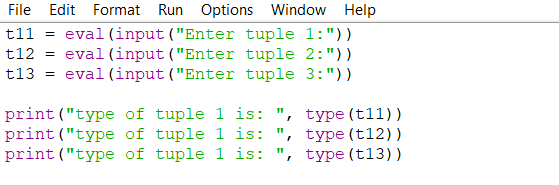 File Edit Format Run Options Window Help
t11 = eval(input("Enter tuple 1:"))
t12 = eval(input("Enter tuple 2:"))
t13 = eval(input("Enter tuple 3:"))
print("type of tuple 1 is: ", type(t11))
print("type of tuple 1 is: ", type(t12))
print("type of tuple 1 is: ", type(t13))